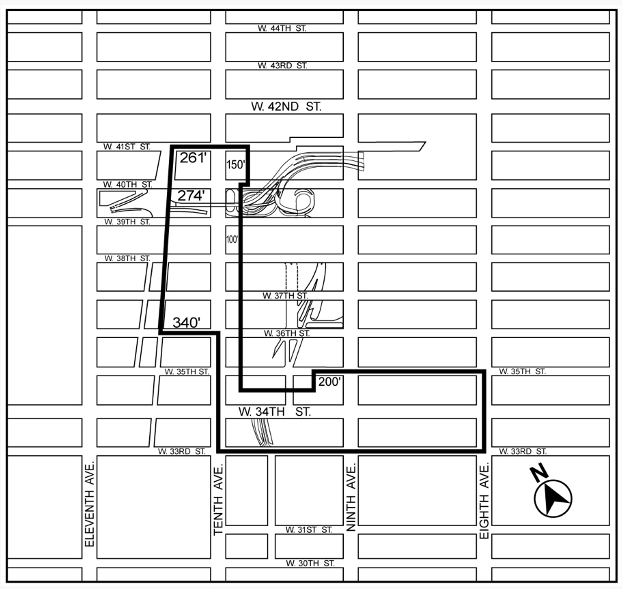 W. 44TH ST.
W. 43RD ST.
W. 42ND ST.
W. 41ST ST.
261'
150'
W. 40TH ST.
274'
W. 39TH ST.
100'
W. 38TH ST.
W. 37TH ST
340'
W. 36TH ST.
W. 35TH ST.
200'
W. 35TH ST.
W. 34TH ST.
W. 33RD ST.
W. 33RD ST.
ELEVENTH AVE.
TENTH AVE.
NINTH AVE.
EIGHTH AVE.
N
W. 31ST ST.
W. 30TH ST.